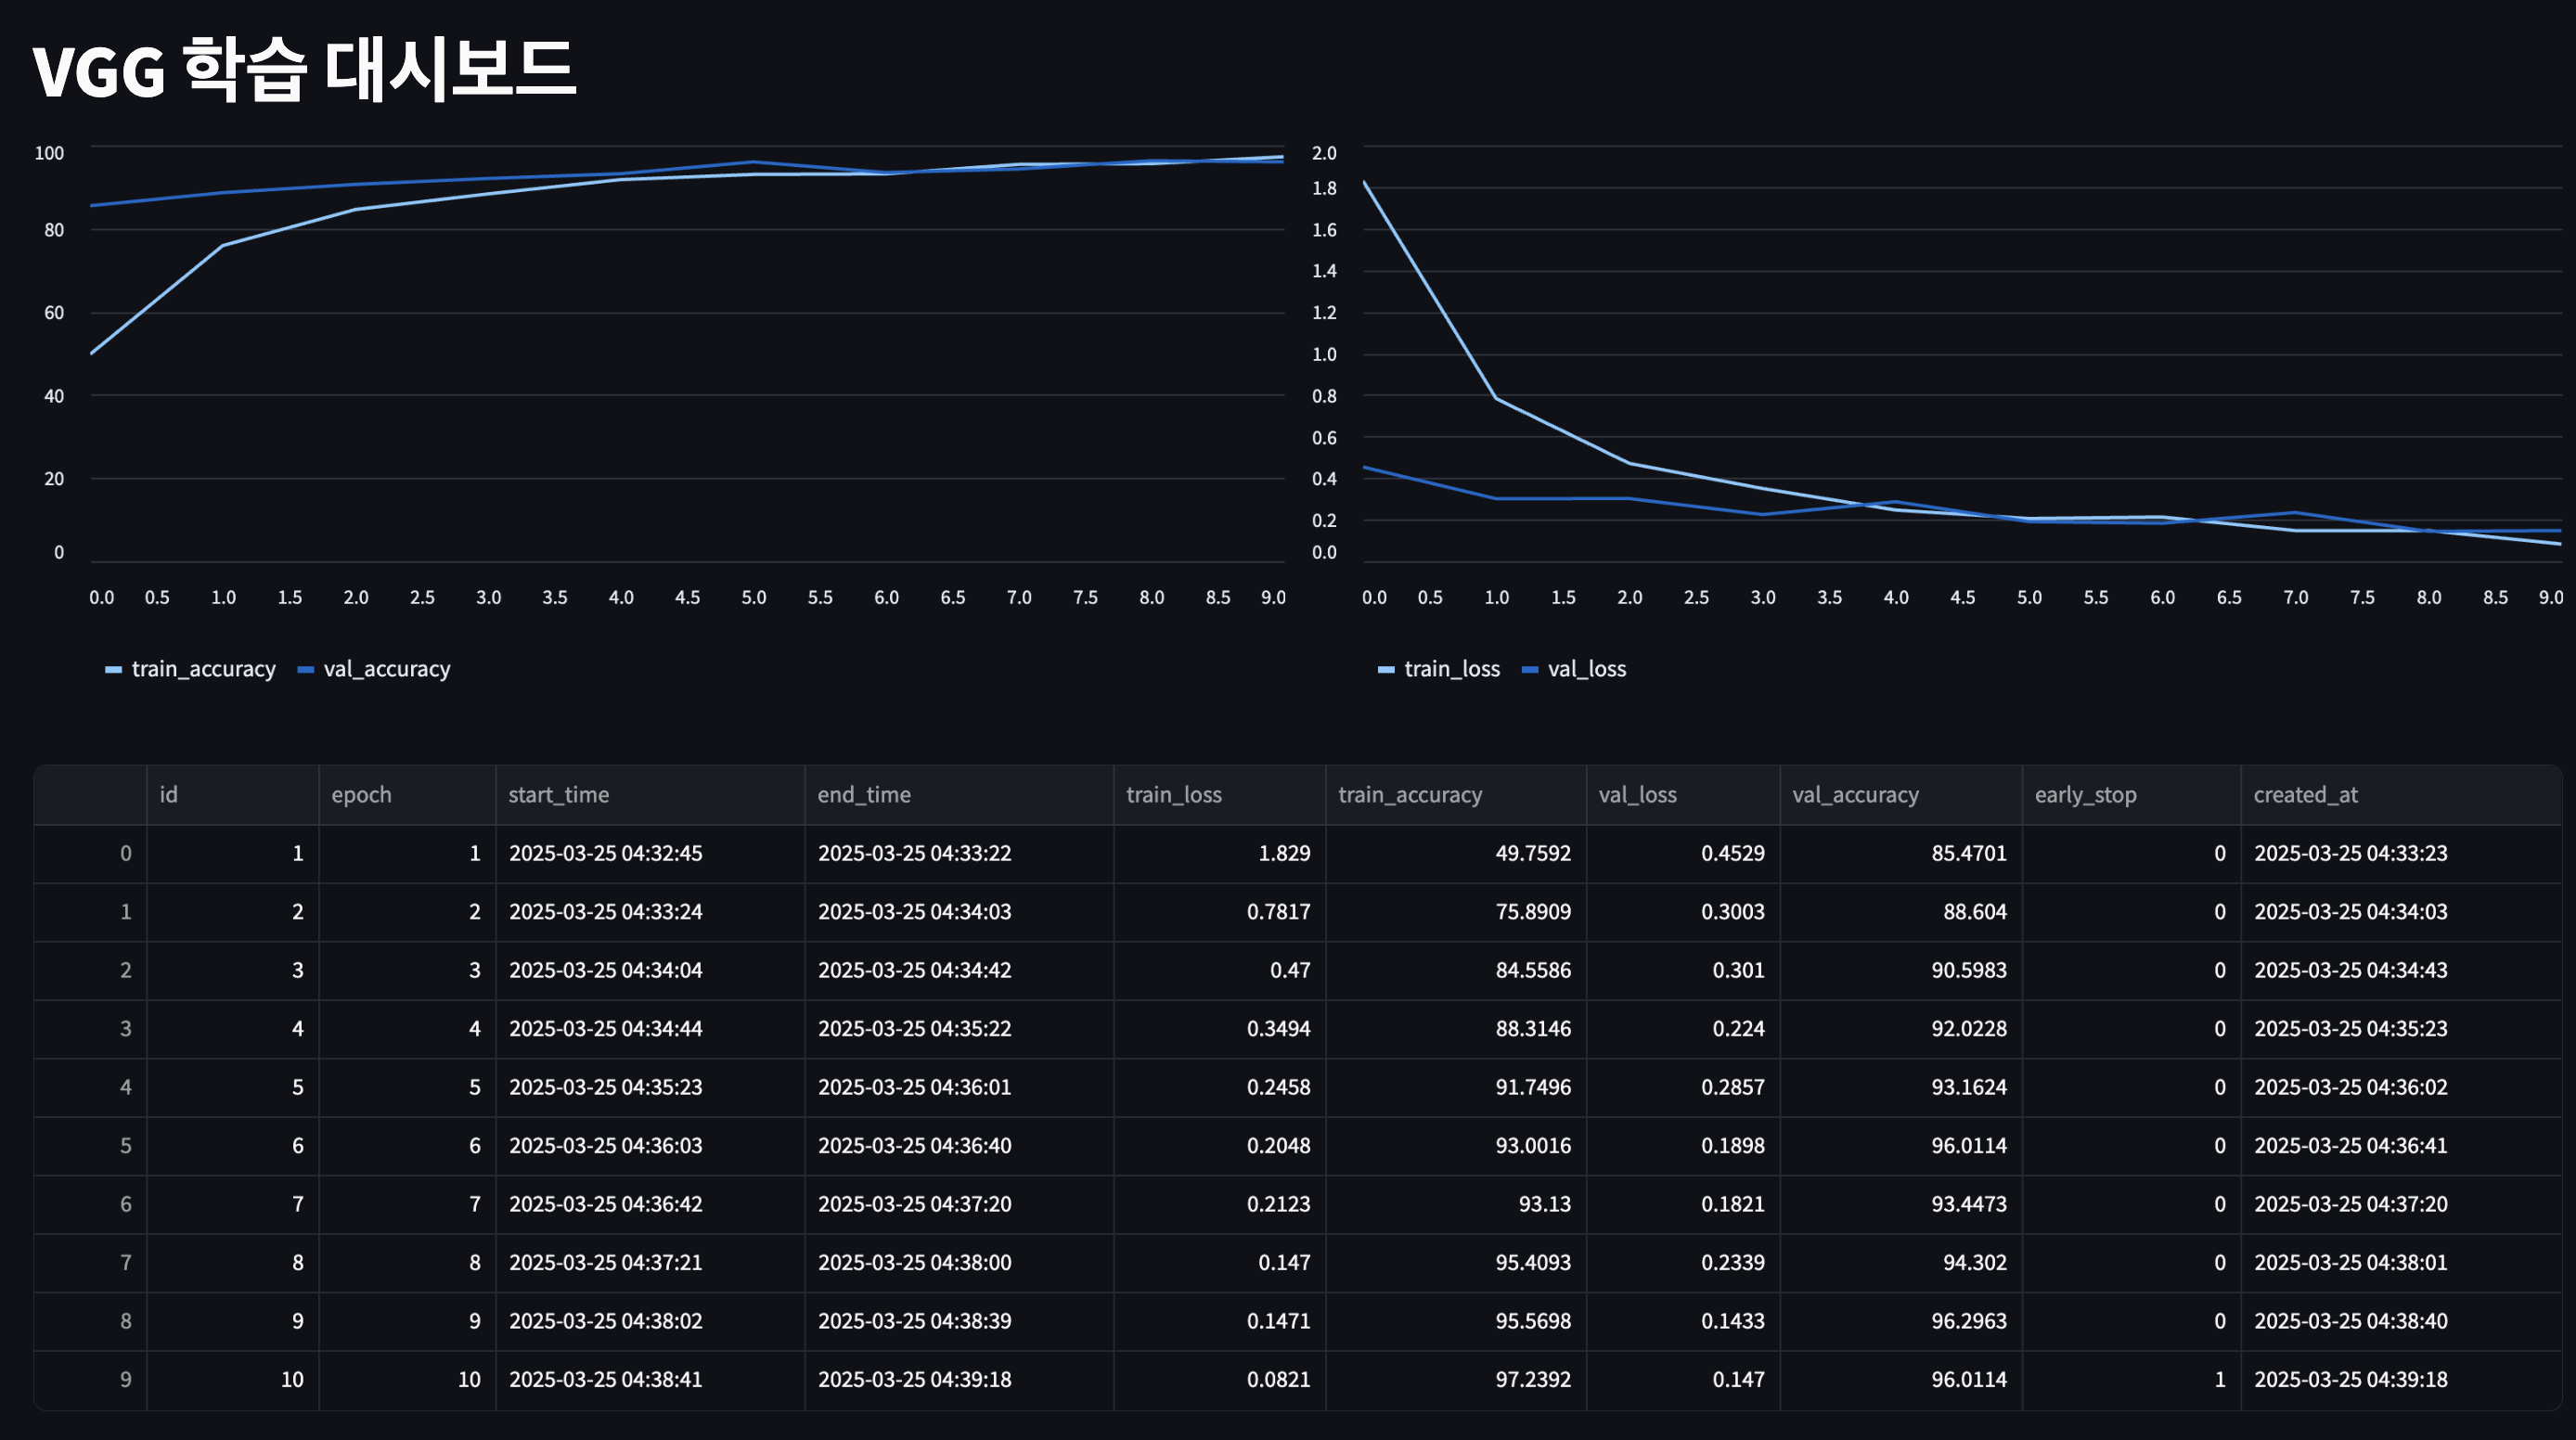 VGG 학습 대시보드
100
80
60
40
20
0
0.0 0.5 1.0 1.5 2.0 2.5 3.0 3.5 4.0 4.5 5.0 5.5 6.0 6.5 7.0 7.5 8.0 8.5 9.0
train_accuracy val_accuracy
2.0
1.8
1.6
1.4
1.2
1.0
0.8
0.6
0.4
0.2
0.0
0.0 0.5 1.0 1.5 2.0 2.5 3.0 3.5 4.0 4.5 5.0 5.5 6.0 6.5 7.0 7.5 8.0 8.5 9.0
train_loss val_loss
id epoch start_time end_time train_loss train_accuracy val_loss val_accuracy early_stop created_at
0 1 1 2025-03-25 04:32:45 2025-03-25 04:33:22 1.829 49.7592 0.4529 85.4701 0 2025-03-25 04:33:23
1 2 2 2025-03-25 04:33:24 2025-03-25 04:34:03 0.7817 75.8909 0.3003 88.604 0 2025-03-25 04:34:03
2 3 3 2025-03-25 04:34:04 2025-03-25 04:34:42 0.47 84.5586 0.301 90.5983 0 2025-03-25 04:34:43
3 4 4 2025-03-25 04:34:44 2025-03-25 04:35:22 0.3494 88.3146 0.224 92.0228 0 2025-03-25 04:35:23
4 5 5 2025-03-25 04:35:23 2025-03-25 04:36:01 0.2458 91.7496 0.2857 93.1624 0 2025-03-25 04:36:02
5 6 6 2025-03-25 04:36:03 2025-03-25 04:36:40 0.2048 93.0016 0.1898 96.0114 0 2025-03-25 04:36:41
6 7 7 2025-03-25 04:36:42 2025-03-25 04:37:20 0.2123 93.13 0.1821 93.4473 0 2025-03-25 04:37:20
7 8 8 2025-03-25 04:37:21 2025-03-25 04:38:00 0.147 95.4093 0.2339 94.302 0 2025-03-25 04:38:01
8 9 9 2025-03-25 04:38:02 2025-03-25 04:38:39 0.1471 95.5698 0.1433 96.2963 0 2025-03-25 04:38:40
9 10 10 2025-03-25 04:38:41 2025-03-25 04:39:18 0.0821 97.2392 0.147 96.0114 1 2025-03-25 04:39:18